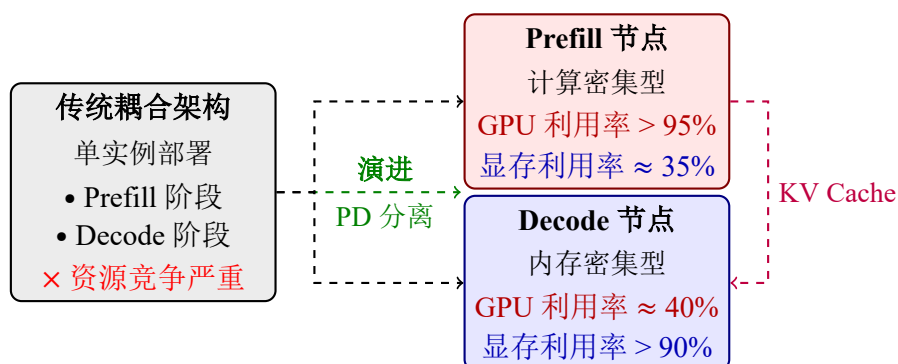 传统耦合架构
单实例部署
• Prefill 阶段
• Decode 阶段
× 资源竞争严重
演进
PD 分离
Prefill 节点
计算密集型
GPU 利用率 > 95%
显存利用率 ≈ 35%
Decode 节点
内存密集型
GPU 利用率 ≈ 40%
显存利用率 > 90%
KV Cache